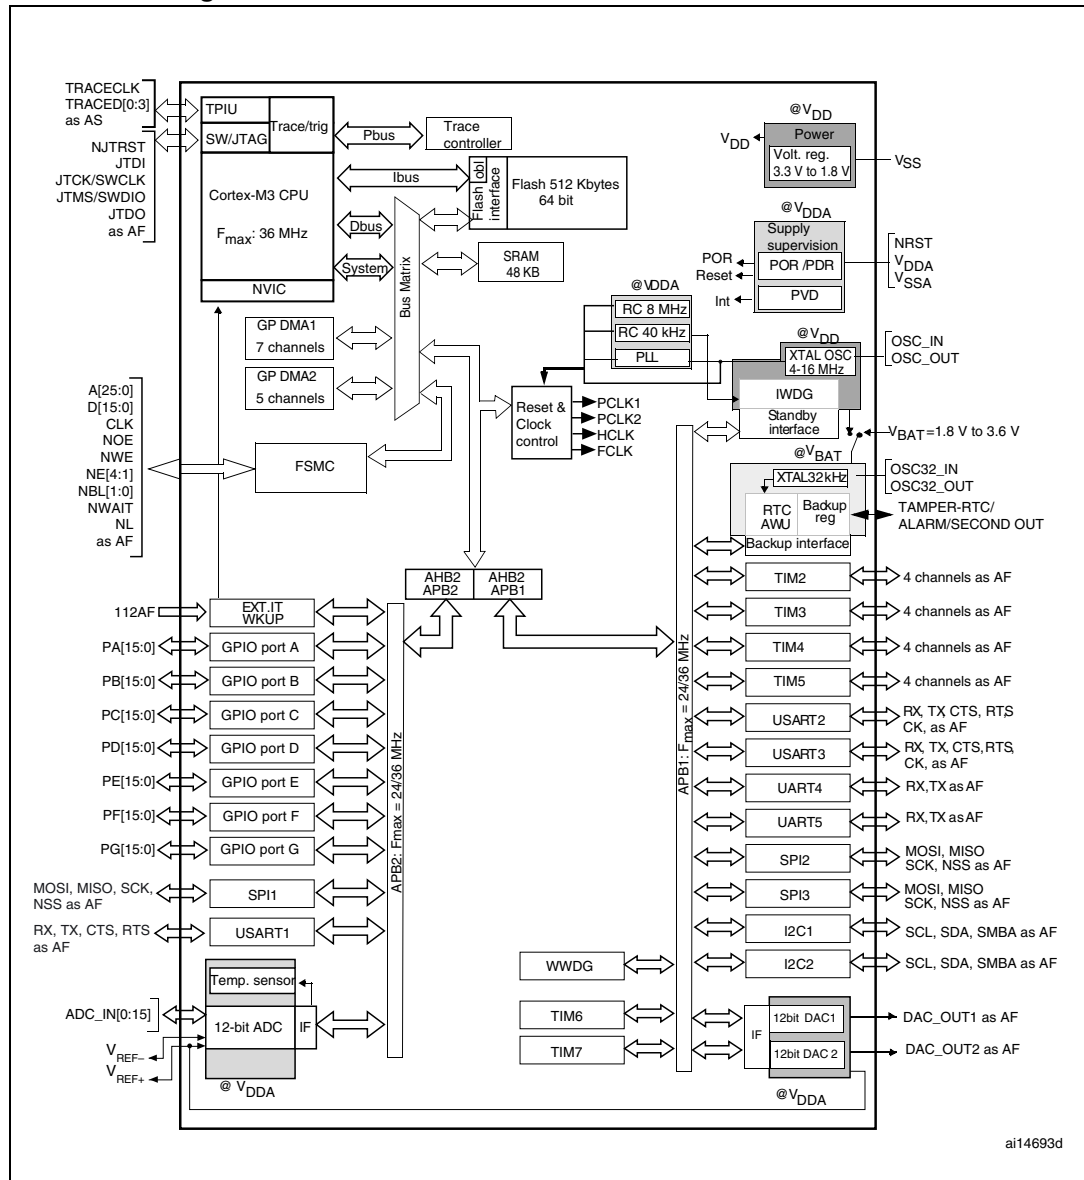 TRACECLK
TRACED[0:3]
as AS
NJTRST
JTDI
JTCK/SWCLK
JTMS/SWDIO
JTDO
as AF
TPIU
SW/JTAG
Trace/trig
Cortex-M3 CPU
Fmax: 36 MHz
NVIC
Pbus
Trace
controller
Ibus
Dbus
System
Bus Matrix
Flash
interface
obl
Flash 512 Kbytes
64 bit
SRAM
48 KB
GP DMA1
7 channels
GP DMA2
5 channels
A[25:0]
D[15:0]
CLK
NOE
NWE
NE[4:1]
NBL[1:0]
NWAIT
NL
as AF
FSMC
@VDDA
RC 8 MHz
RC 40 kHz
PLL
Reset &
Clock
control
PCLK1
PCLK2
HCLK
FCLK
@VDD
Power
VDD
Volt. reg.
3.3 V to 1.8 V
VSS
@VDDA
Supply
supervision
POR /PDR
PVD
POR
Reset
Int
NRST
VDDA
VSSA
@VDD
XTAL OSC
4-16 MHz
OSC_IN
OSC_OUT
IWDG
Standby
interface
VBAT=1.8 V to 3.6 V
@VBAT
XTAL32kHz
OSC32_IN
OSC32_OUT
RTC
AWU
Backup
reg
TAMPER-RTC/
ALARM/SECOND OUT
Backup interface
AHB2
APB2
AHB2
APB1
112AF
EXT.IT
WKUP
PA[15:0]
GPIO port A
PB[15:0]
GPIO port B
PC[15:0]
GPIO port C
PD[15:0]
GPIO port D
PE[15:0]
GPIO port E
PF[15:0]
GPIO port F
PG[15:0]
GPIO port G
MOSI, MISO, SCK,
NSS as AF
SPI1
RX, TX, CTS, RTS
as AF
USART1
Temp. sensor
ADC_IN[0:15]
12-bit ADC
IF
VREF–
VREF+
@ VDDA
APB2: Fmax = 24/36 MHz
APB1: Fmax = 24/36 MHz
TIM2
4 channels as AF
TIM3
4 channels as AF
TIM4
4 channels as AF
TIM5
4 channels as AF
USART2
RX, TX, CTS, RTS,
CK, as AF
USART3
RX, TX, CTS, RTS,
CK, as AF
UART4
RX,TX as AF
UART5
RX,TX as AF
SPI2
MOSI, MISO
SCK, NSS as AF
SPI3
MOSI, MISO
SCK, NSS as AF
I2C1
SCL, SDA, SMBA as AF
I2C2
SCL, SDA, SMBA as AF
WWDG
TIM6
TIM7
IF
12bit DAC1
DAC_OUT1 as AF
12bit DAC 2
DAC_OUT2 as AF
@VDDA
ai14693d